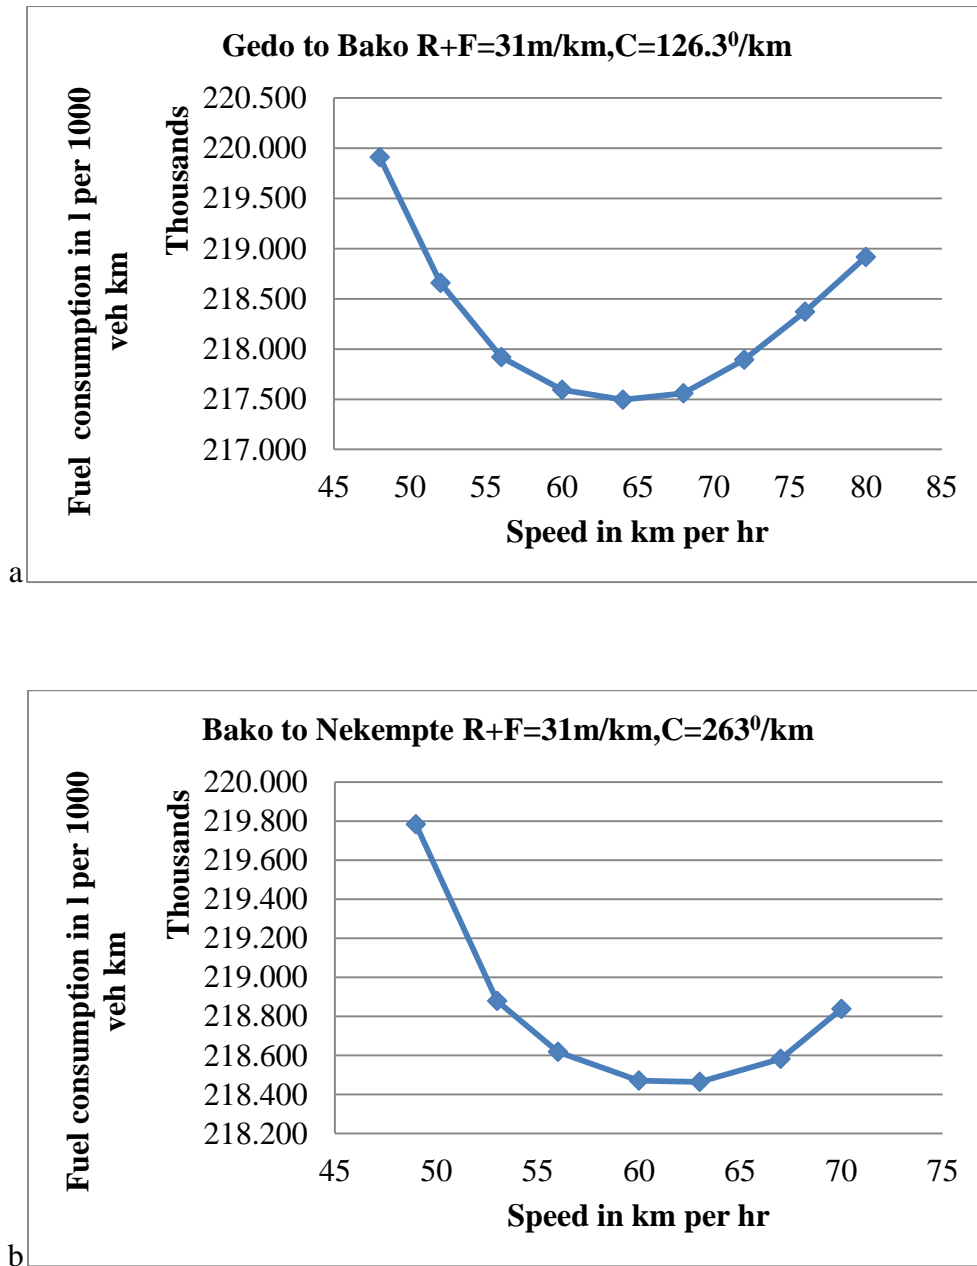 Gedo to Bako R+F=31m/km,C=126.3⁰/km
Fuel consumption in l per 1000
veh km
Thousands
220.500
220.000
219.500
219.000
218.500
218.000
217.500
217.000
45 50 55 60 65 70 75 80 85
Speed in km per hr
a
Bako to Nekempte R+F=31m/km,C=263⁰/km
Fuel consumption in l per 1000
veh km
Thousands
220.000
219.800
219.600
219.400
219.200
219.000
218.800
218.600
218.400
218.200
45 50 55 60 65 70 75
Speed in km per hr
b